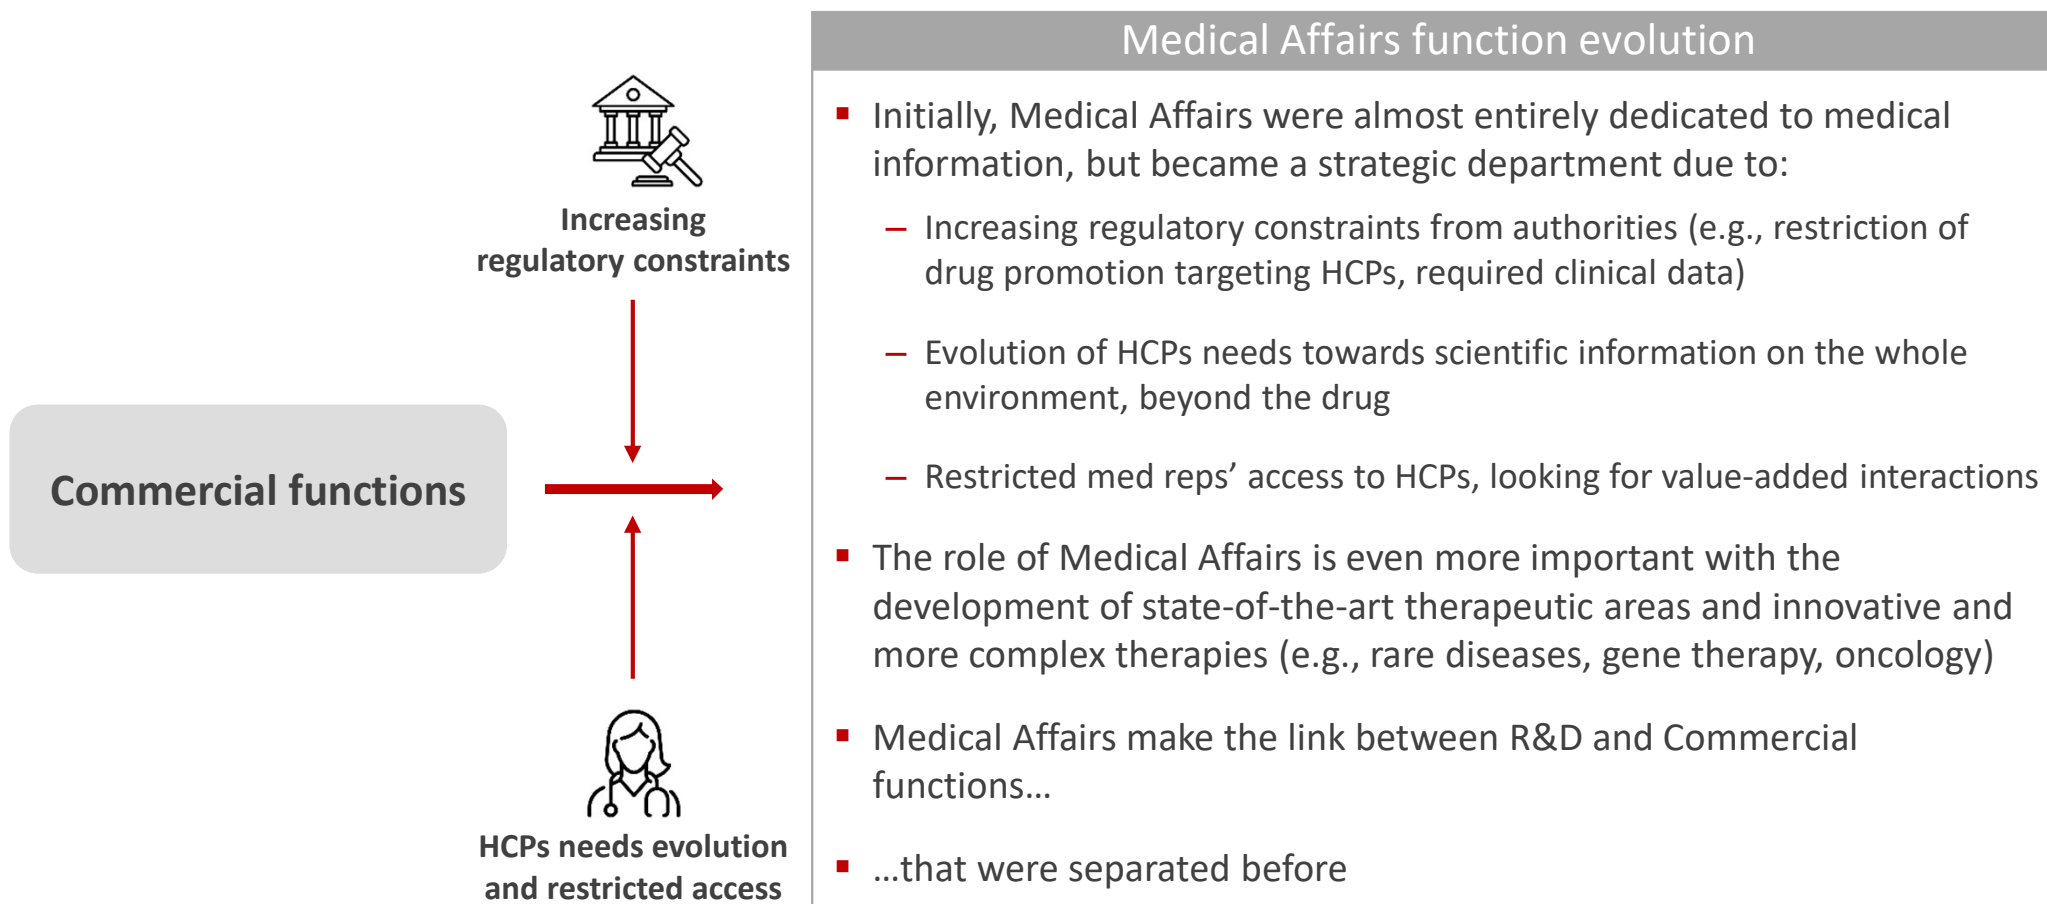 Medical Affairs function evolution
Increasing
regulatory constraints
Commercial functions
HCPs needs evolution
and restricted access
▪ Initially, Medical Affairs were almost entirely dedicated to medical
information, but became a strategic department due to:
– Increasing regulatory constraints from authorities (e.g., restriction of
drug promotion targeting HCPs, required clinical data)
– Evolution of HCPs needs towards scientific information on the whole
environment, beyond the drug
– Restricted med reps’ access to HCPs, looking for value-added interactions
▪ The role of Medical Affairs is even more important with the
development of state-of-the-art therapeutic areas and innovative and
more complex therapies (e.g., rare diseases, gene therapy, oncology)
▪ Medical Affairs make the link between R&D and Commercial
functions…
▪ …that were separated before